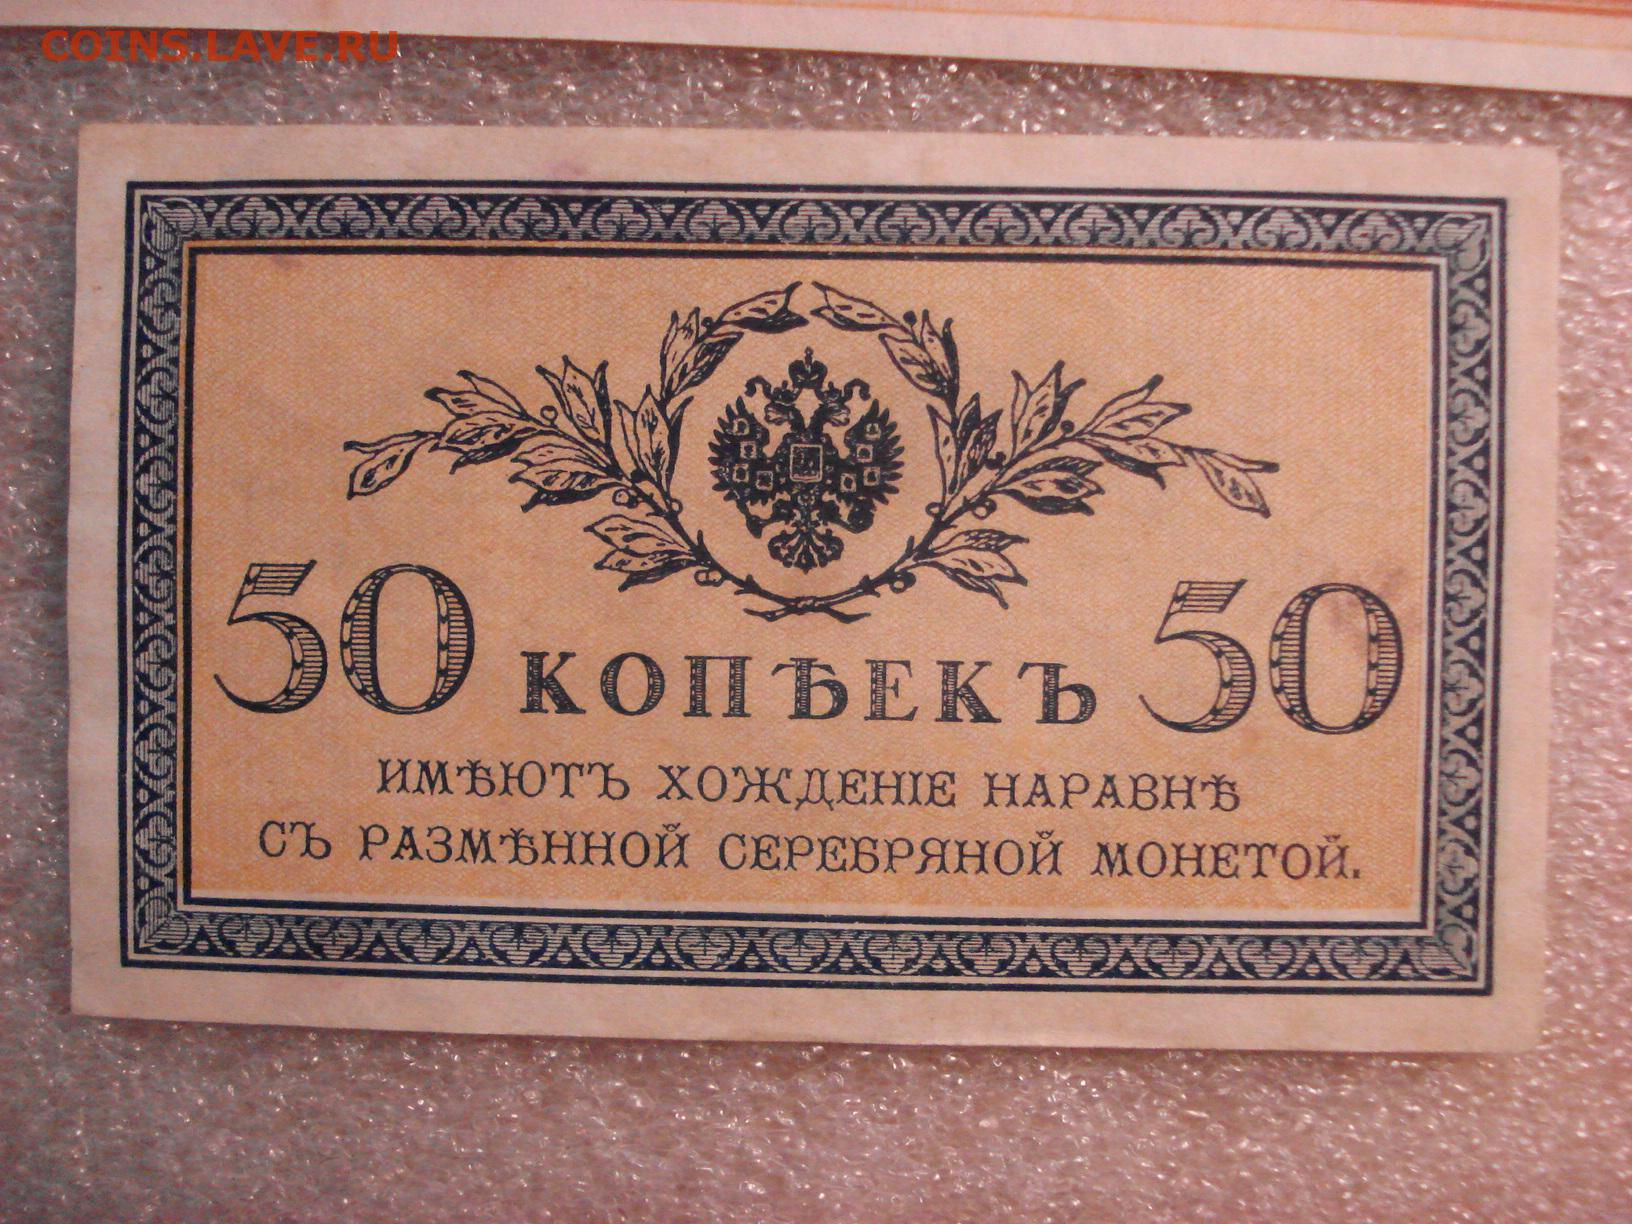 COINS.LAVE.RU
50 КОПѢЕКЪ 50
ИМѢЮТЪ ХОЖДЕНІЕ НАРАВНѢ
СЪ РАЗМѢННОЙ СЕРЕБРЯНОЙ МОНЕТОЙ.